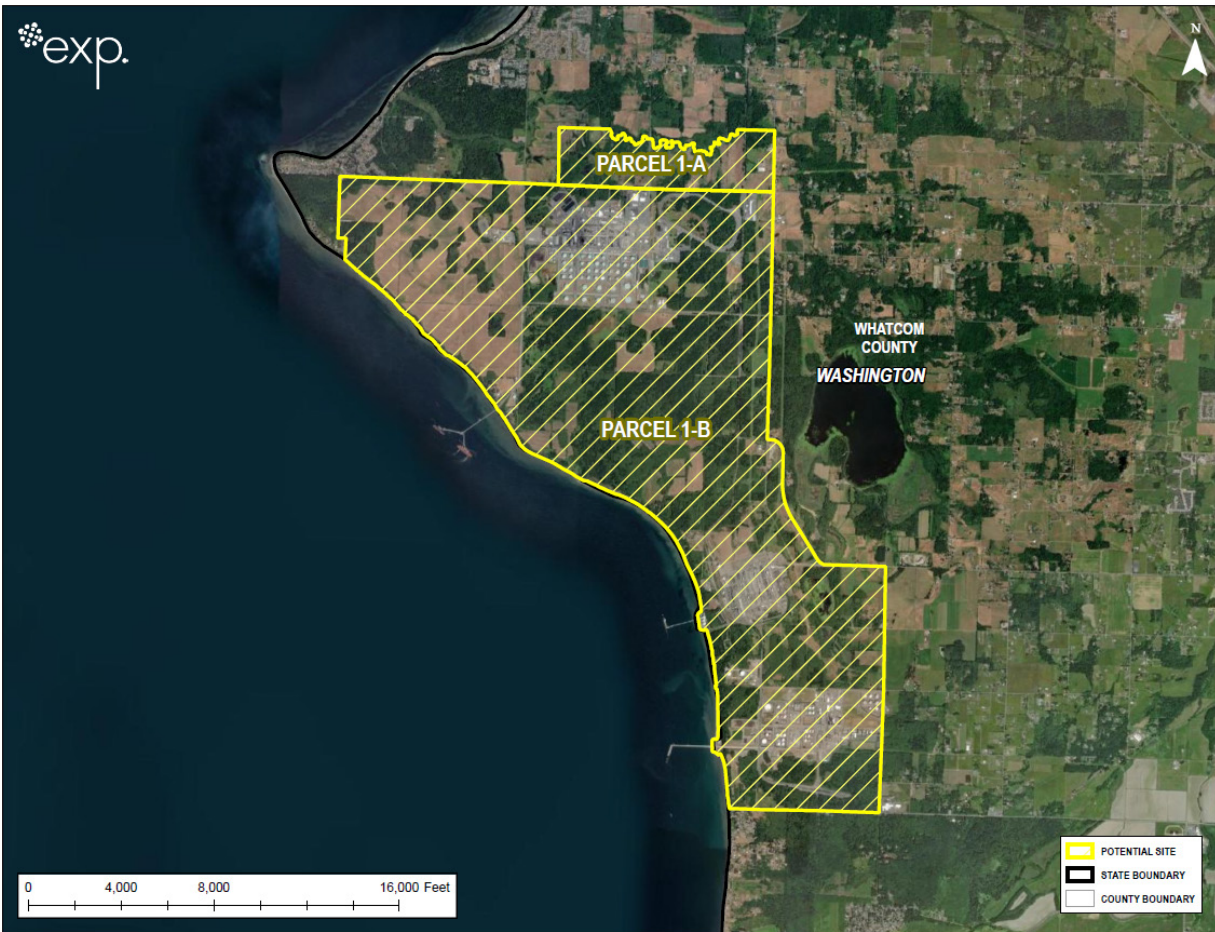 exp.
N
PARCEL 1-A
WHATCOM
COUNTY
WASHINGTON
PARCEL 1-B
0 4,000 8,000 16,000 Feet
POTENTIAL SITE
STATE BOUNDARY
COUNTY BOUNDARY